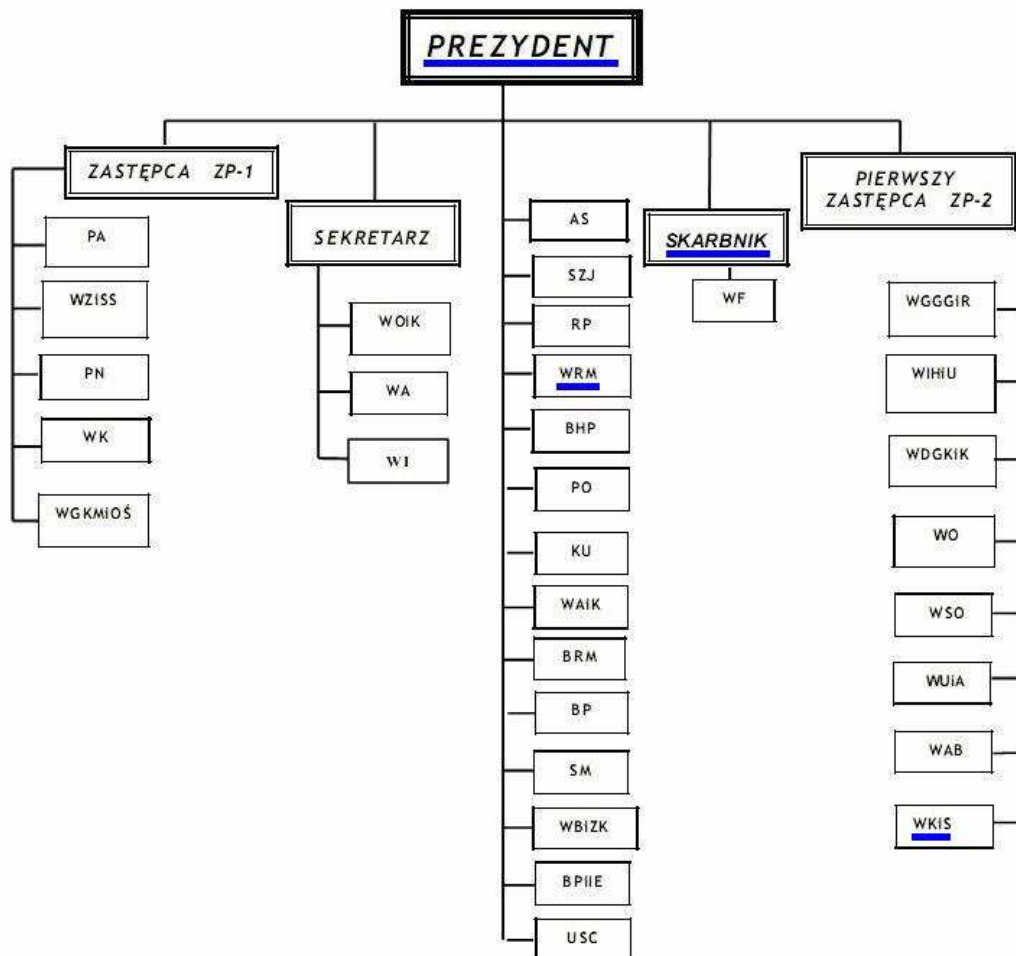 PREZYDENT
ZASTĘPCA ZP-1
PA
WZISS
PN
WK
WGKMiOŚ
SEKRETARZ
WOiK
WA
WI
AS
SZJ
RP
WRM
BHP
PO
KU
WAIK
BRM
BP
SM
WBIZK
BPIIE
USC
SKARBNIK
WF
PIERWSZY
ZASTĘPCA ZP-2
WGGGIR
WIHiU
WDGKIK
WO
WSO
WUiA
WAB
WKiS